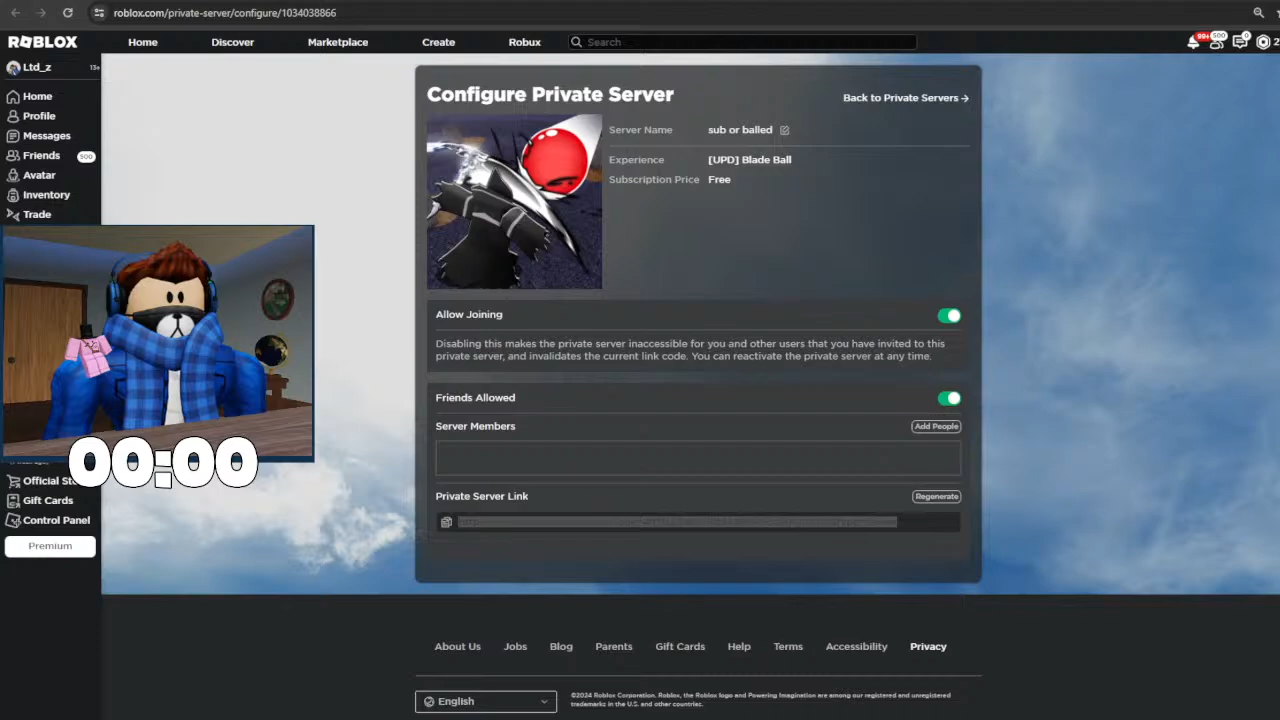 roblox.com/private-server/configure/1034038866
ROBLOX
Home
Discover
Marketplace
Create
Robux
Search
99+
500
0
2
Ltd_z
13+
Home
Profile
Messages
Friends
500
Avatar
Inventory
Trade
Official St
Gift Cards
Control Panel
Premium
00:00
Configure Private Server
Back to Private Servers →
Server Name sub or balled
Experience [UPD] Blade Ball
Subscription Price Free
Allow Joining
Disabling this makes the private server inaccessible for you and other users that you have invited to this
private server, and invalidates the current link code. You can reactivate the private server at any time.
Friends Allowed
Server Members
Add People
Private Server Link
Regenerate
About Us
Jobs
Blog
Parents
Gift Cards
Help
Terms
Accessibility
Privacy
English
©2024 Roblox Corporation. Roblox, the Roblox logo and Powering Imagination are among our registered and unregistered
trademarks in the U.S. and other countries.